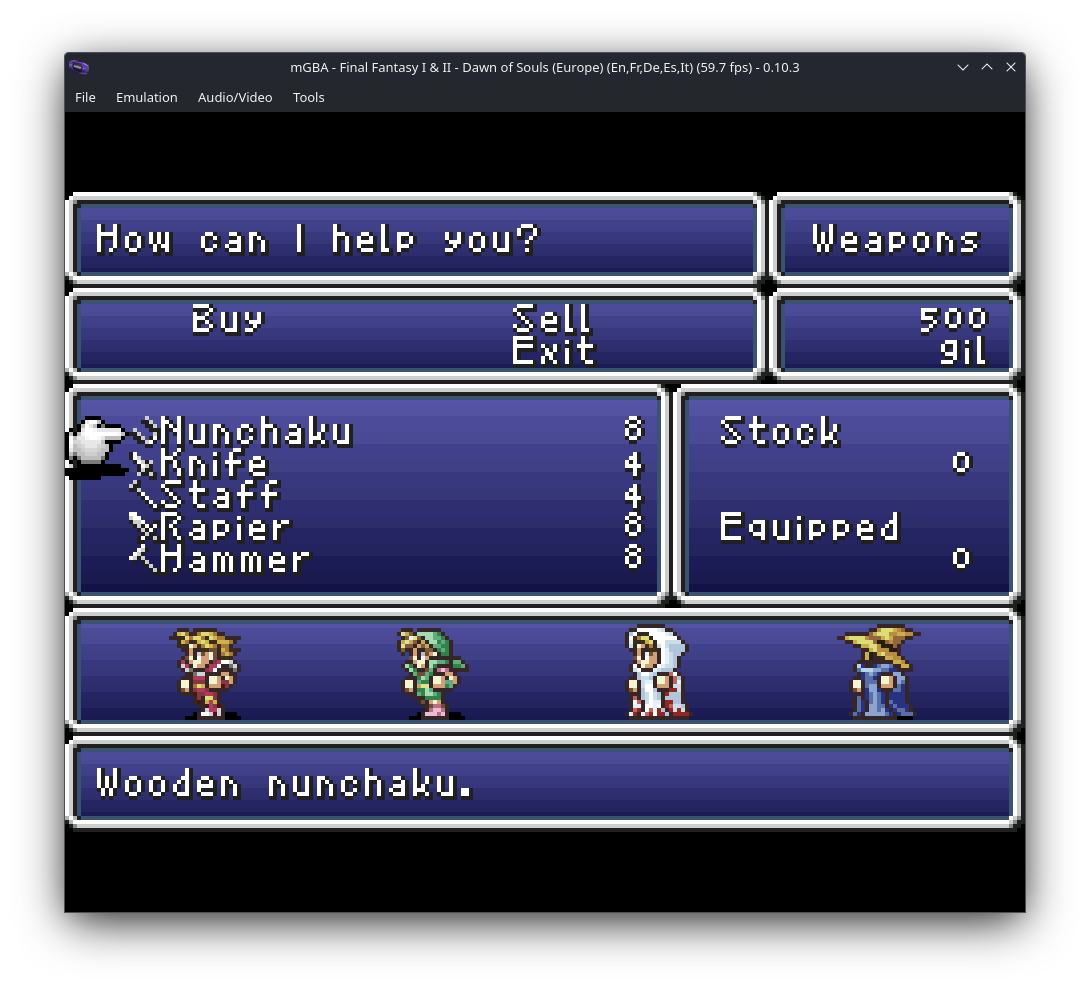 mGBA - Final Fantasy I & II - Dawn of Souls (Europe) (En,Fr,De,Es,It) (59.7 fps) - 0.10.3
File Emulation Audio/Video Tools
How can I help you? Weapons
Buy Sell 500
Exit gil
Nunchaku 8 Stock
Knife 4 0
Staff 4
Rapier 8 Equipped
Hammer 8 0
Wooden nunchaku.